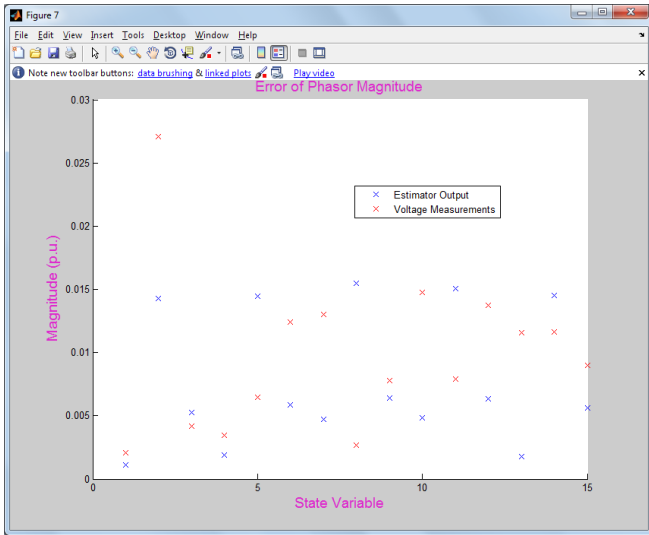 Figure 7
File Edit View Insert Tools Desktop Window Help
Note new toolbar buttons: data brushing & linked plots Play video
Error of Phasor Magnitude
0.03
0.025
0.02
0.015
0.01
0.005
0
Magnitude (p.u.)
Estimator Output
Voltage Measurements
0 5 10 15
State Variable